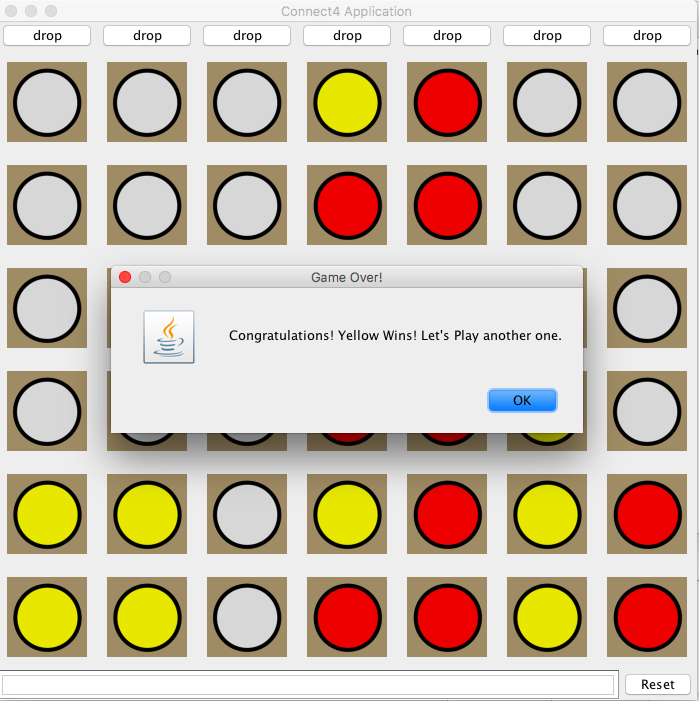 Connect4 Application
drop drop drop drop drop drop drop
Game Over!
Congratulations! Yellow Wins! Let's Play another one.
OK
Reset